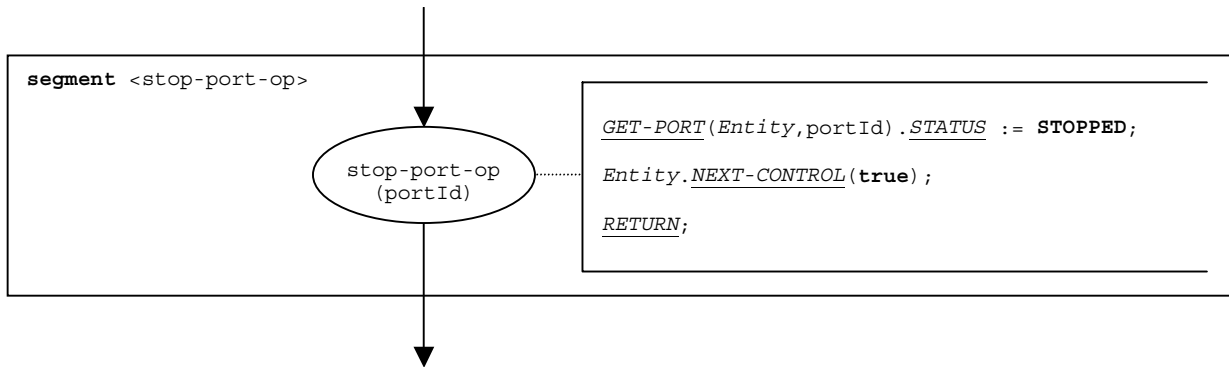 segment <stop-port-op>
stop-port-op
(portId)
GET-PORT(Entity,portId).STATUS := STOPPED;
Entity.NEXT-CONTROL(true);
RETURN;